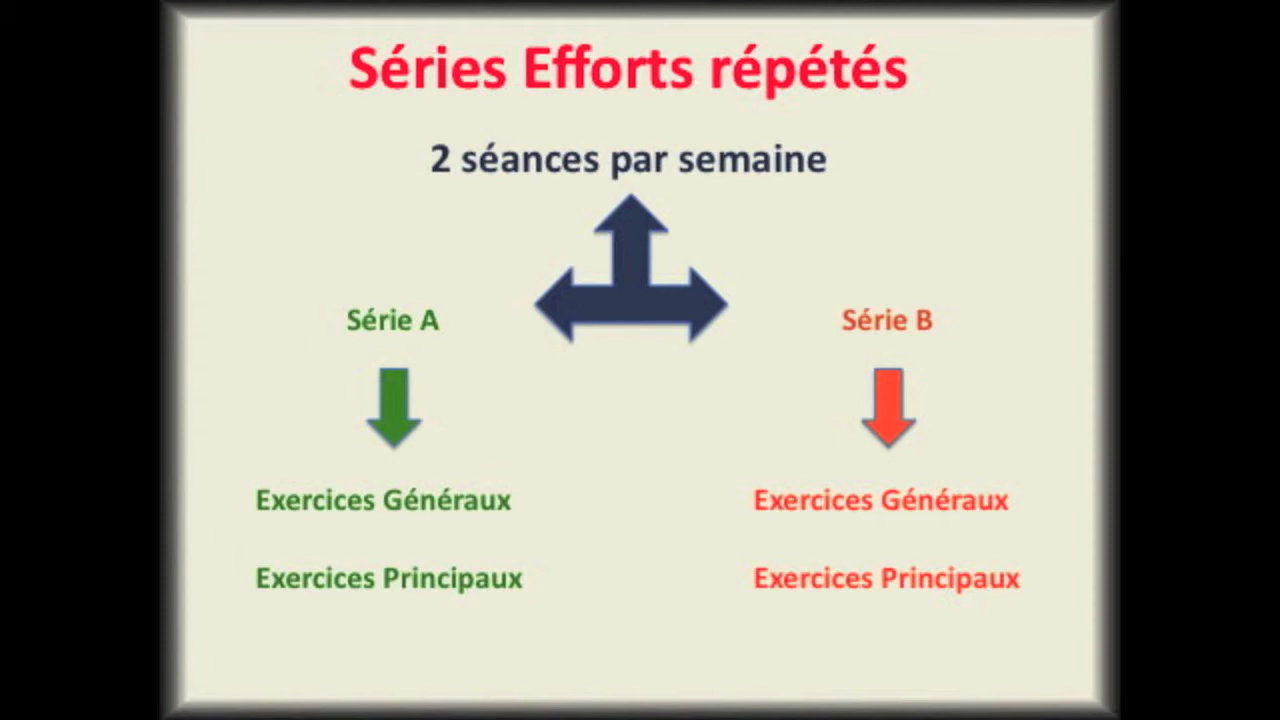 Séries Efforts répétés
2 séances par semaine
Série A
Série B
Exercices Généraux
Exercices Généraux
Exercices Principaux
Exercices Principaux